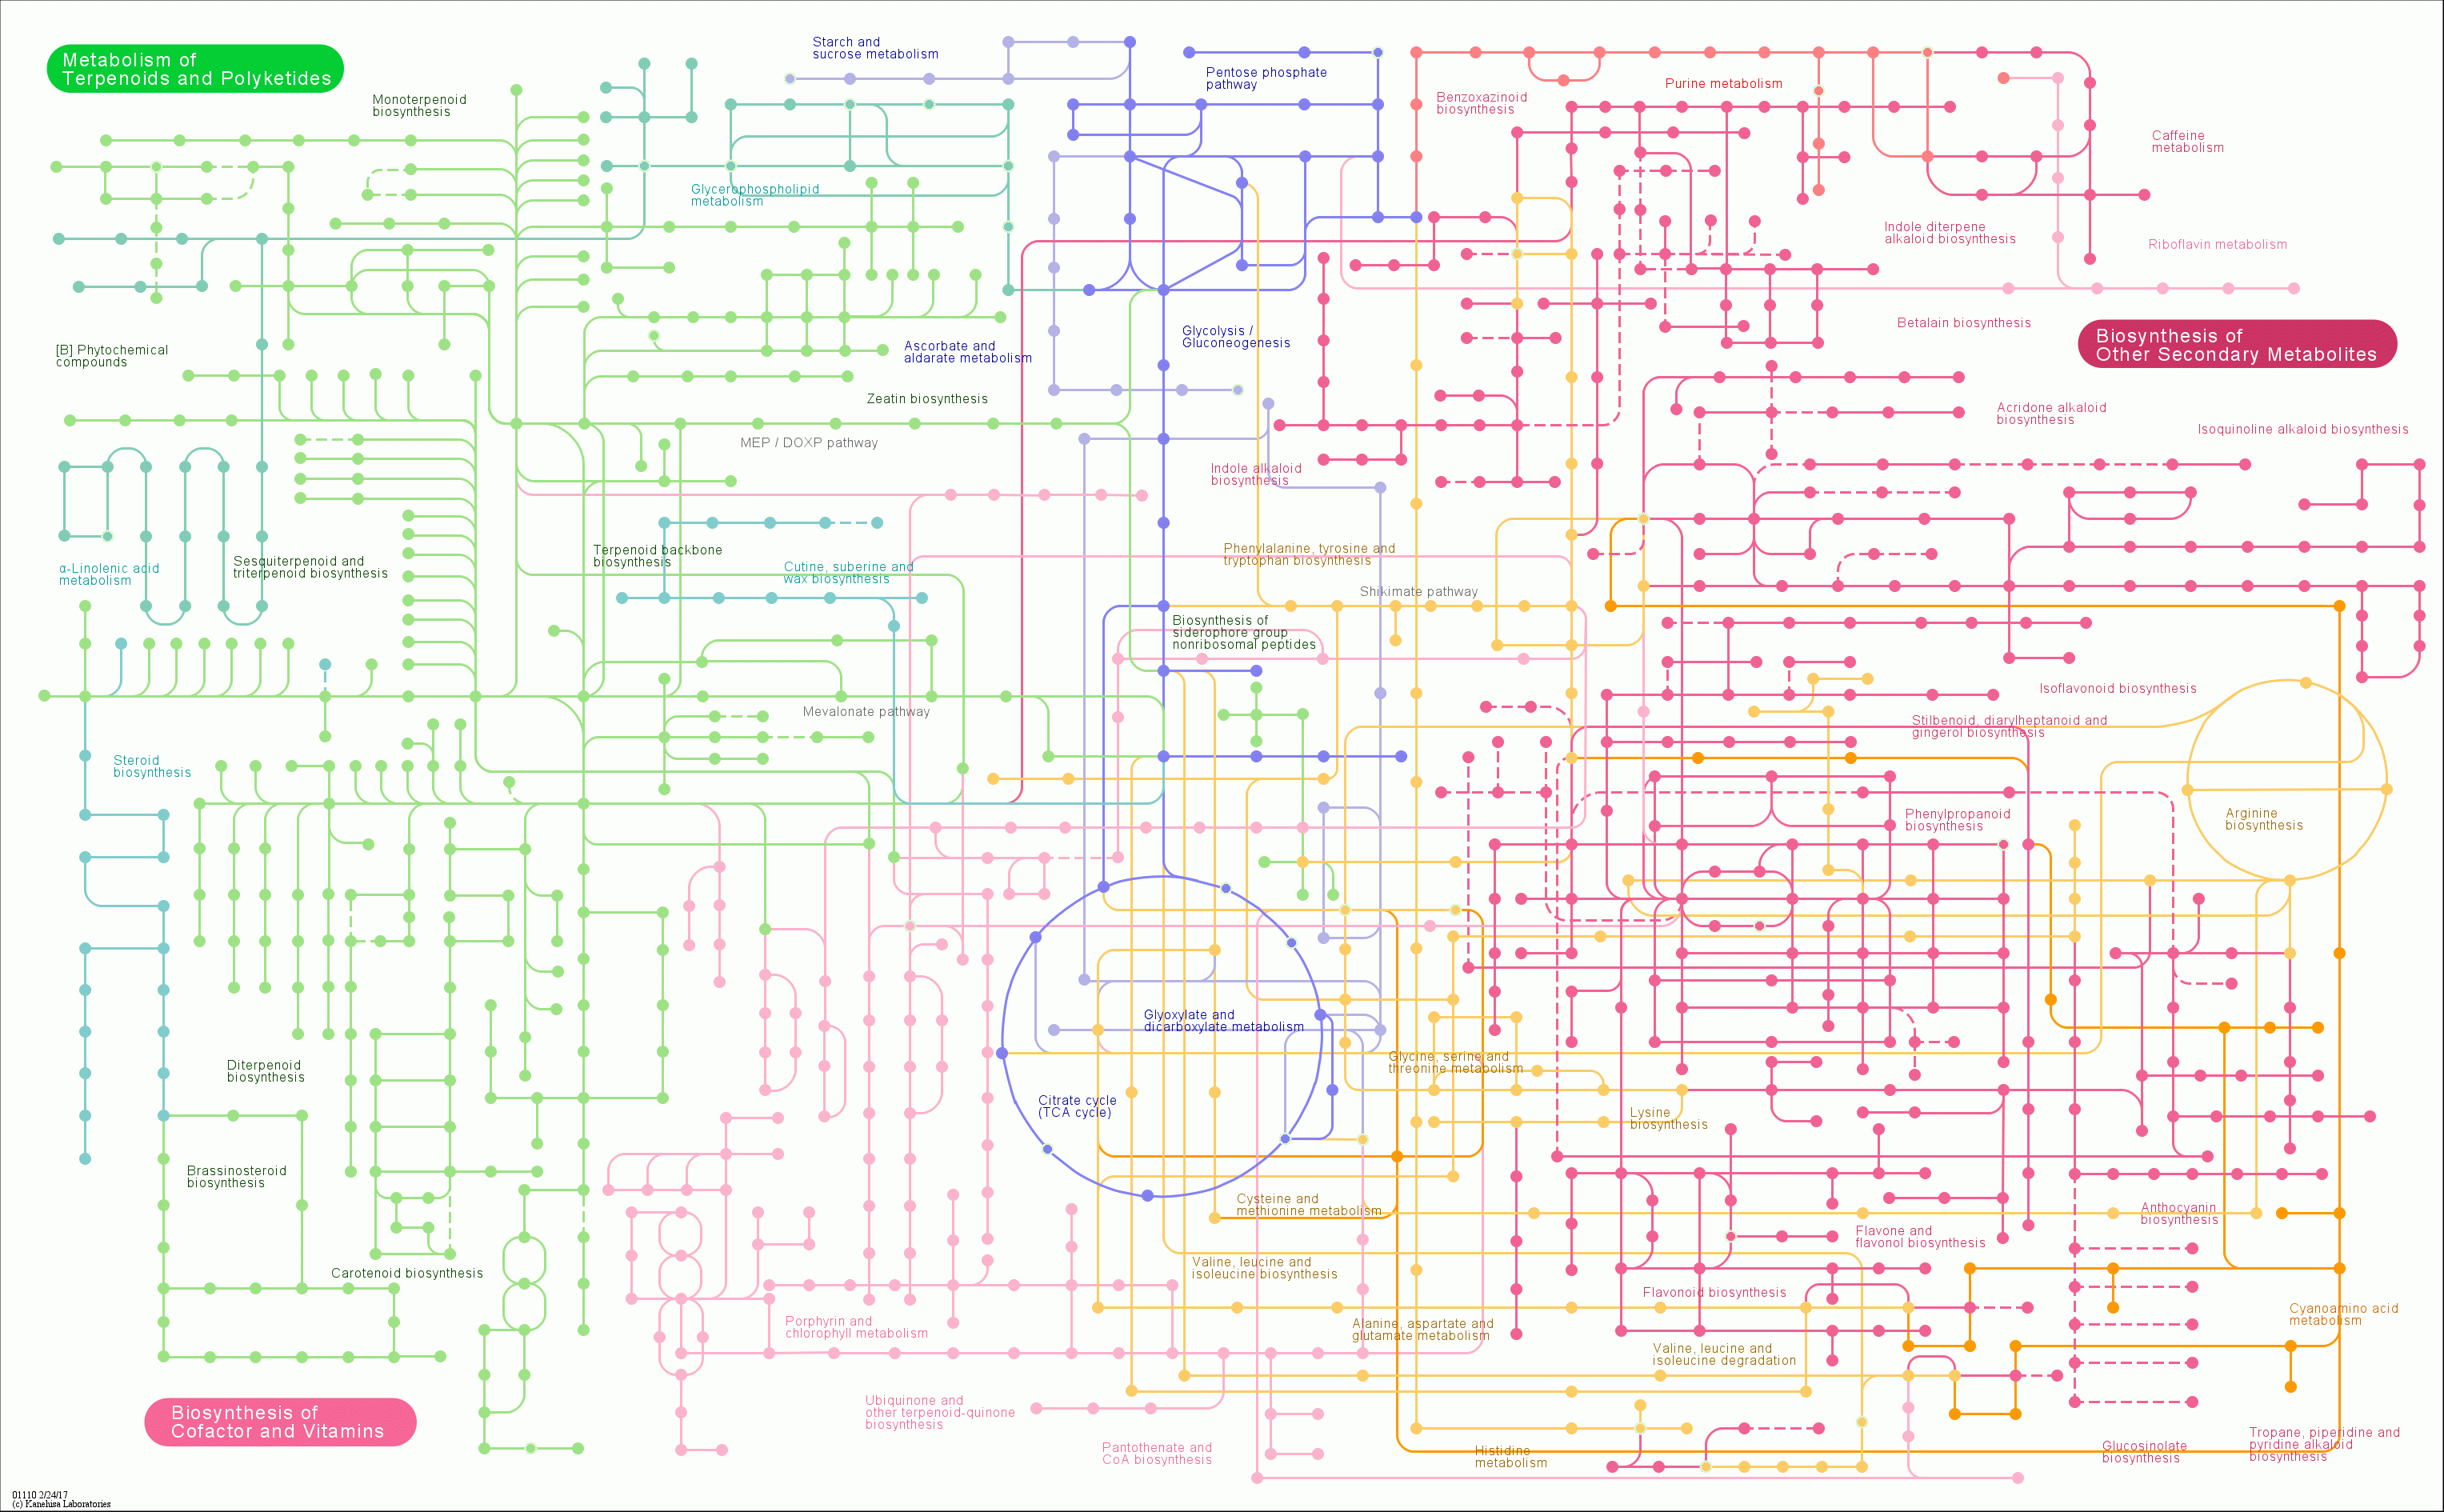 Metabolism of
Terpenoids and Polyketides
Monoterpenoid
biosynthesis
Starch and
sucrose metabolism
Pentose phosphate
pathway
Benzoxazinoid
biosynthesis
Purine metabolism
Caffeine
metabolism
Glycerophospholipid
metabolism
Indole diterpene
alkaloid biosynthesis
Riboflavin metabolism
Glycolysis /
Gluconeogenesis
Betalain biosynthesis
Biosynthesis of
Other Secondary Metabolites
[B] Phytochemical
compounds
Ascorbate and
aldarate metabolism
Zeatin biosynthesis
Acridone alkaloid
biosynthesis
Isoquinoline alkaloid biosynthesis
MEP / DOXP pathway
Indole alkaloid
biosynthesis
α-Linolenic acid
metabolism
Sesquiterpenoid and
triterpenoid biosynthesis
Terpenoid backbone
biosynthesis
Cutine, suberine and
wax biosynthesis
Phenylalanine, tyrosine and
tryptophan biosynthesis
Shikimate pathway
Biosynthesis of
siderophore group
nonribosomal peptides
Isoflavonoid biosynthesis
Mevalonate pathway
Stilbenoid, diarylheptanoid and
gingerol biosynthesis
Steroid
biosynthesis
Phenylpropanoid
biosynthesis
Arginine
biosynthesis
Glyoxylate and
dicarboxylate metabolism
Diterpenoid
biosynthesis
Glycine, serine and
threonine metabolism
Citrate cycle
(TCA cycle)
Lysine
biosynthesis
Brassinosteroid
biosynthesis
Cysteine and
methionine metabolism
Anthocyanin
biosynthesis
Flavone and
flavonol biosynthesis
Carotenoid biosynthesis
Valine, leucine and
isoleucine biosynthesis
Flavonoid biosynthesis
Porphyrin and
chlorophyll metabolism
Alanine, aspartate and
glutamate metabolism
Cyanoamino acid
metabolism
Valine, leucine and
isoleucine degradation
Biosynthesis of
Cofactor and Vitamins
Ubiquinone and
other terpenoid-quinone
biosynthesis
Pantothenate and
CoA biosynthesis
Histidine
metabolism
Glucosinolate
biosynthesis
Tropane, piperidine and
pyridine alkaloid
biosynthesis
01110 2/24/17
(c) Kanehisa Laboratories